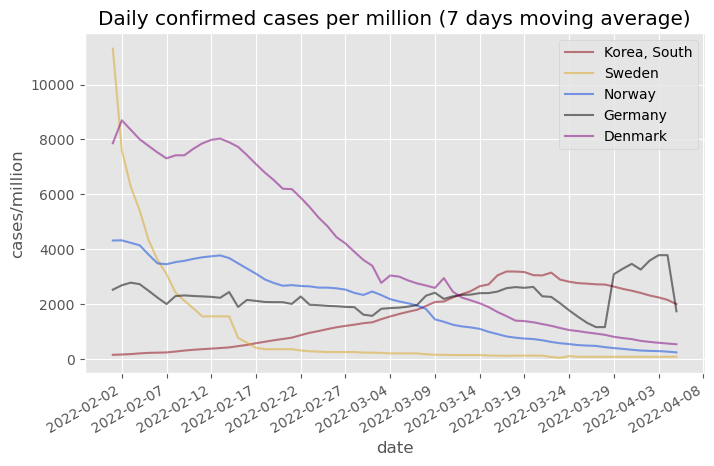 Daily confirmed cases per million (7 days moving average)
Korea, South
Sweden
Norway
Germany
Denmark
10000
8000
6000
4000
2000
0
cases/million
2022-02-02
2022-02-07
2022-02-12
2022-02-17
2022-02-22
2022-02-27
2022-03-04
2022-03-09
2022-03-14
2022-03-19
2022-03-24
2022-03-29
2022-04-03
2022-04-08
date